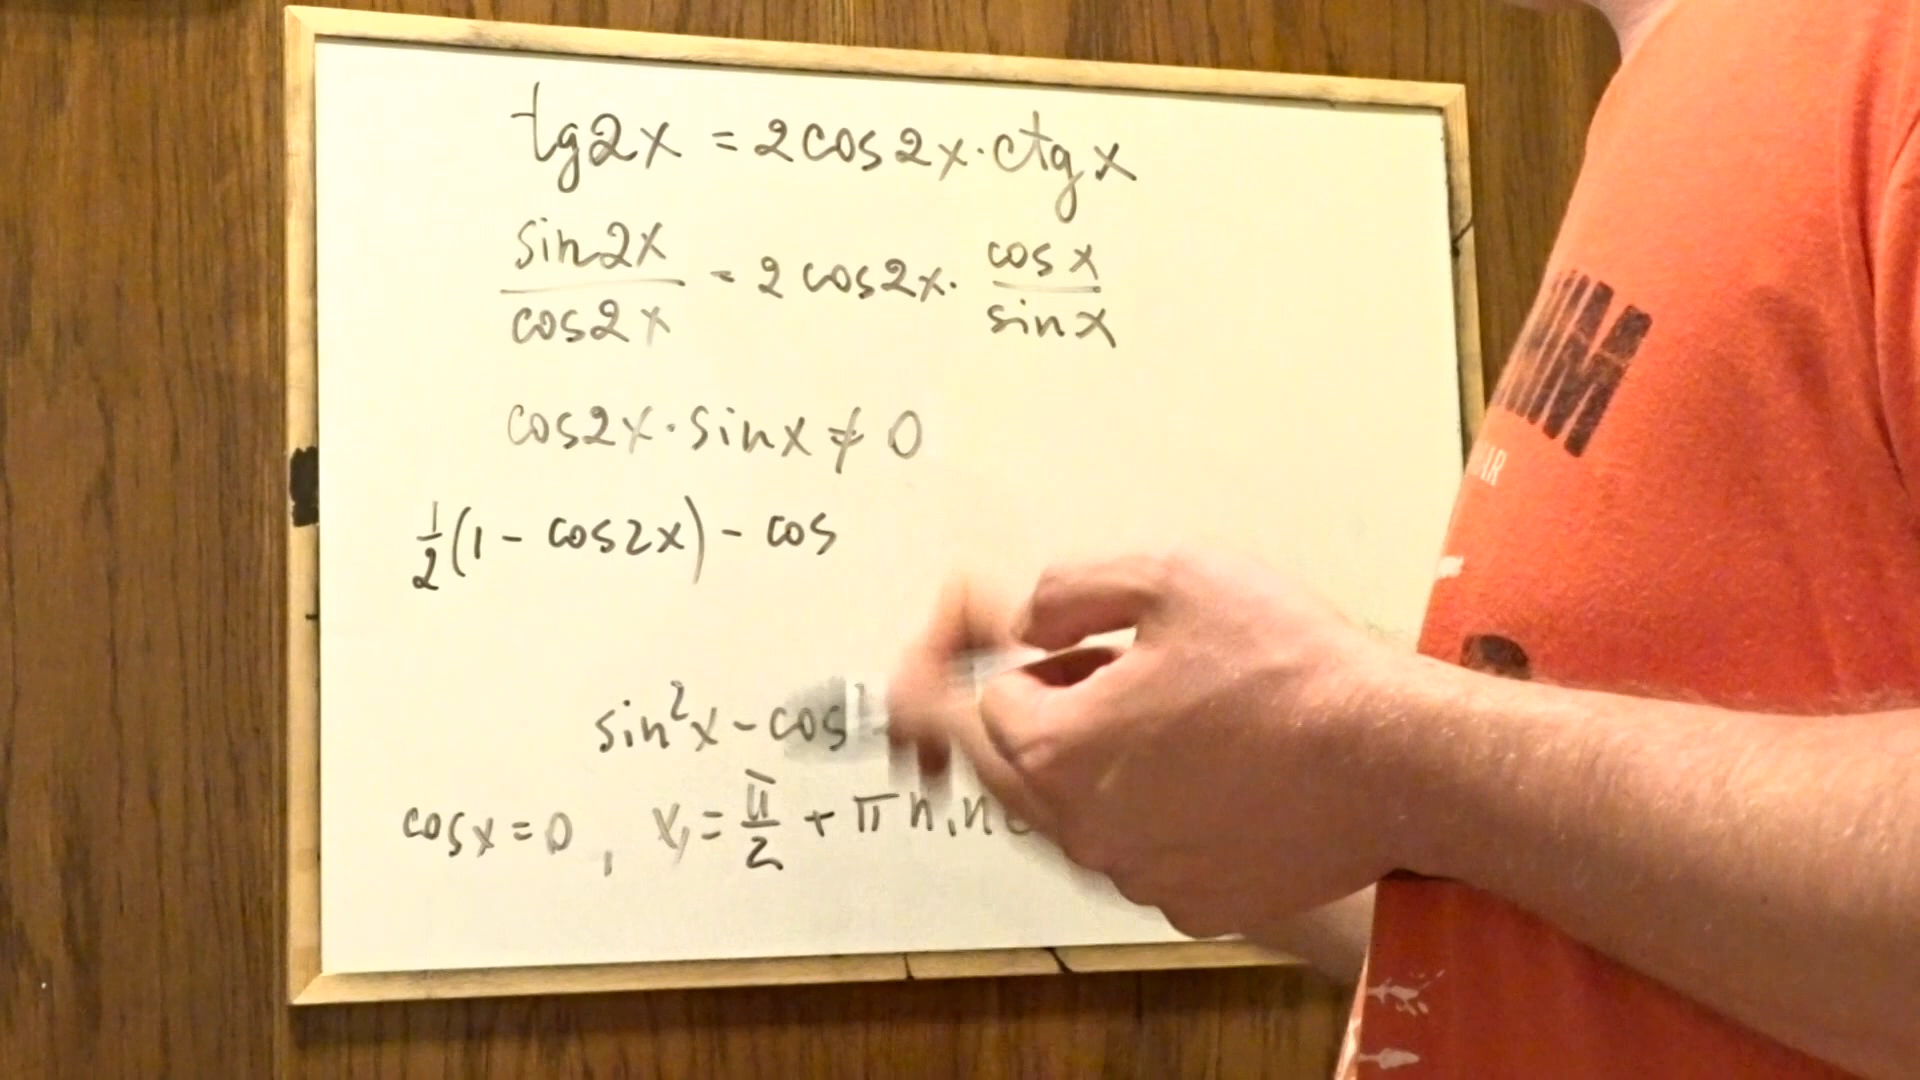 tg2x = 2cos2x·ctgx
sin2x/cos2x = 2cos2x· cosx/sinx
cos2x·sinx ≠ 0
1/2(1 - cos2x) - cos
sin²x - cos
cosx = 0, x₁ = π/2 + πn, n